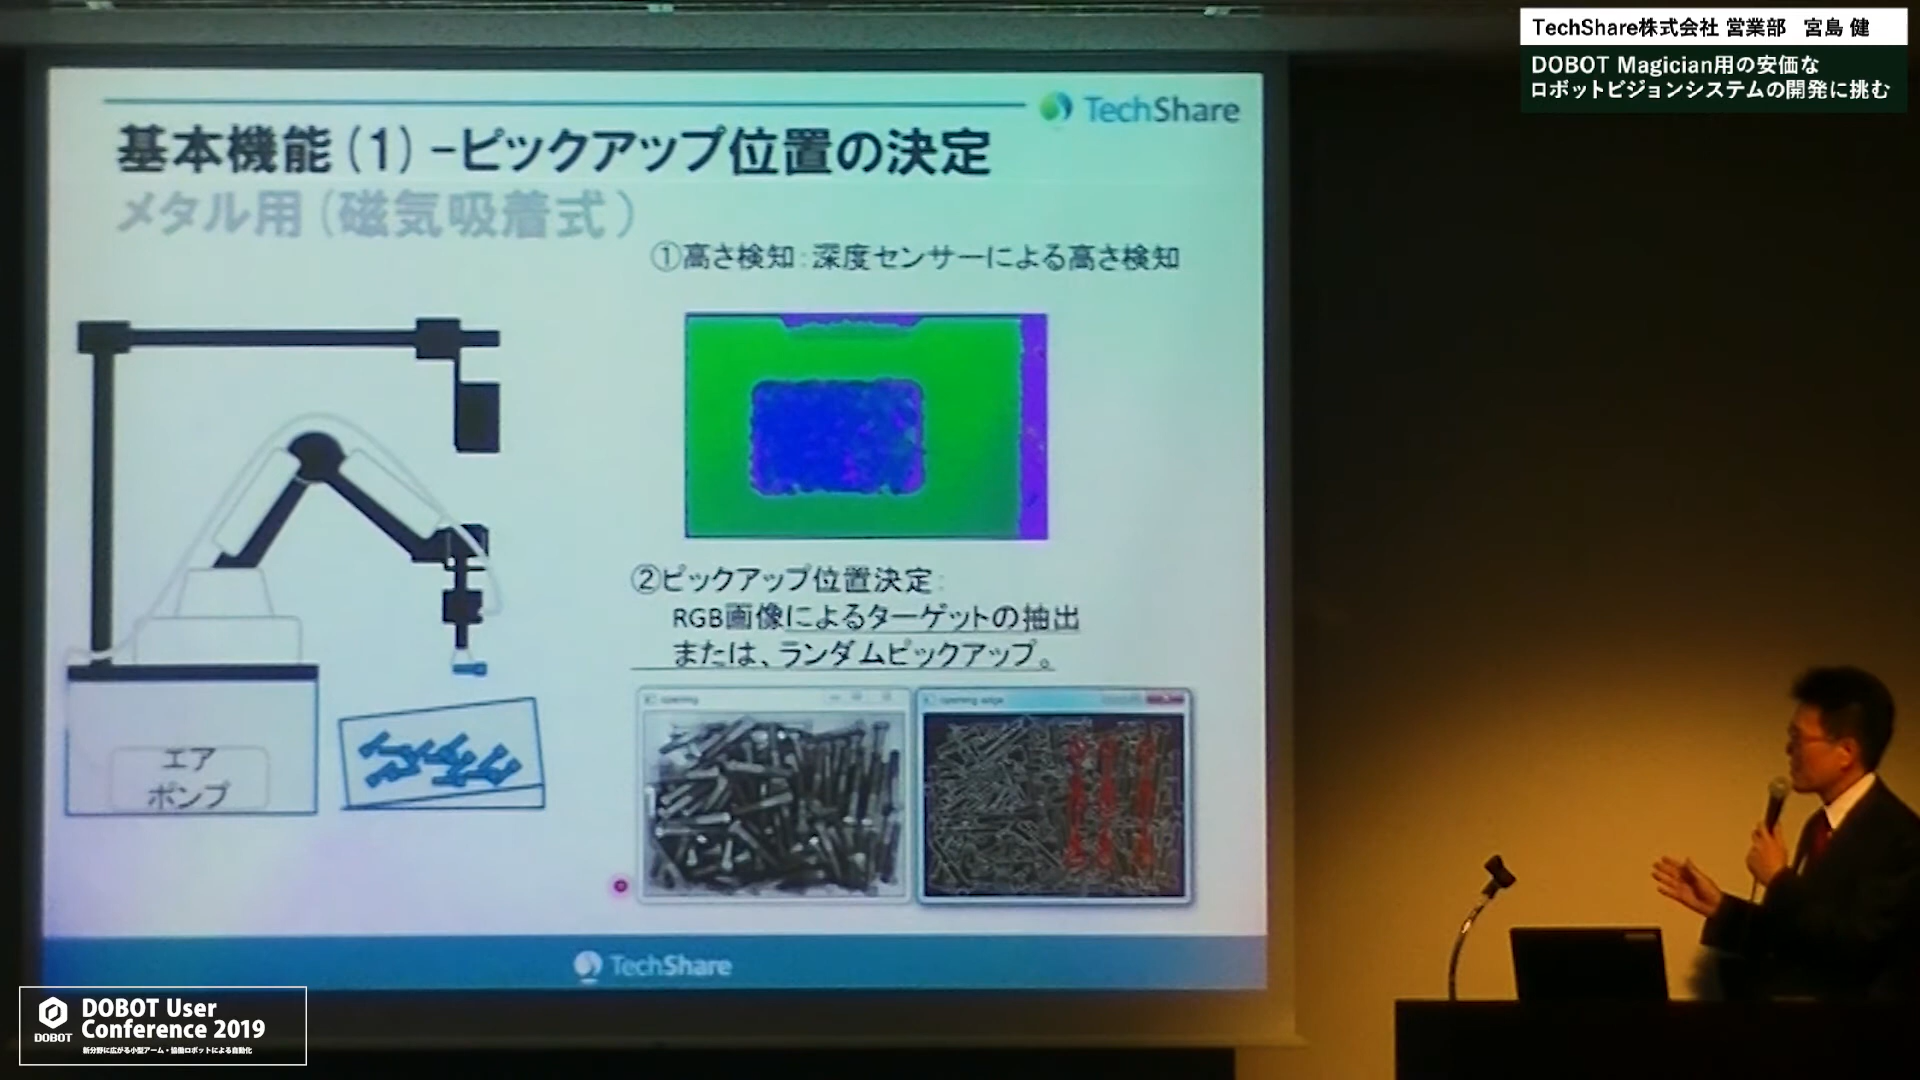 TechShare株式会社 営業部 宮島 健
DOBOT Magician用の安価な
ロボットビジョンシステムの開発に挑む
TechShare
基本機能(1)-ピックアップ位置の決定
メタル用(磁気吸着式)
①高さ検知:深度センサーによる高さ検知
②ピックアップ位置決定:
RGB画像によるターゲットの抽出
または、ランダムピックアップ。
opening
opening edge
エア
ポンプ
TechShare
DOBOT
DOBOT User
Conference 2019
新分野に広がる小型アーム・協働ロボットによる自動化